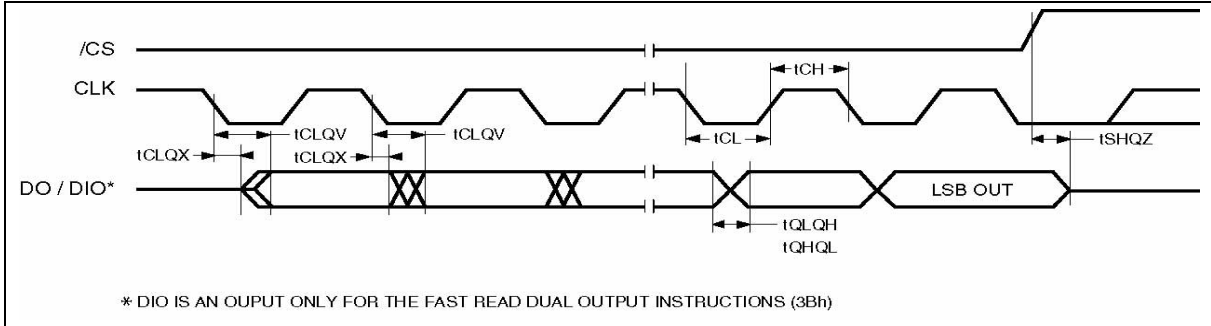 /CS
CLK
tCH
tCLQV
tCLQV
tCL
tSHQZ
tCLQX
tCLQX
DO / DIO*
LSB OUT
tQLQH
tQHQL
* DIO IS AN OUPUT ONLY FOR THE FAST READ DUAL OUTPUT INSTRUCTIONS (3Bh)